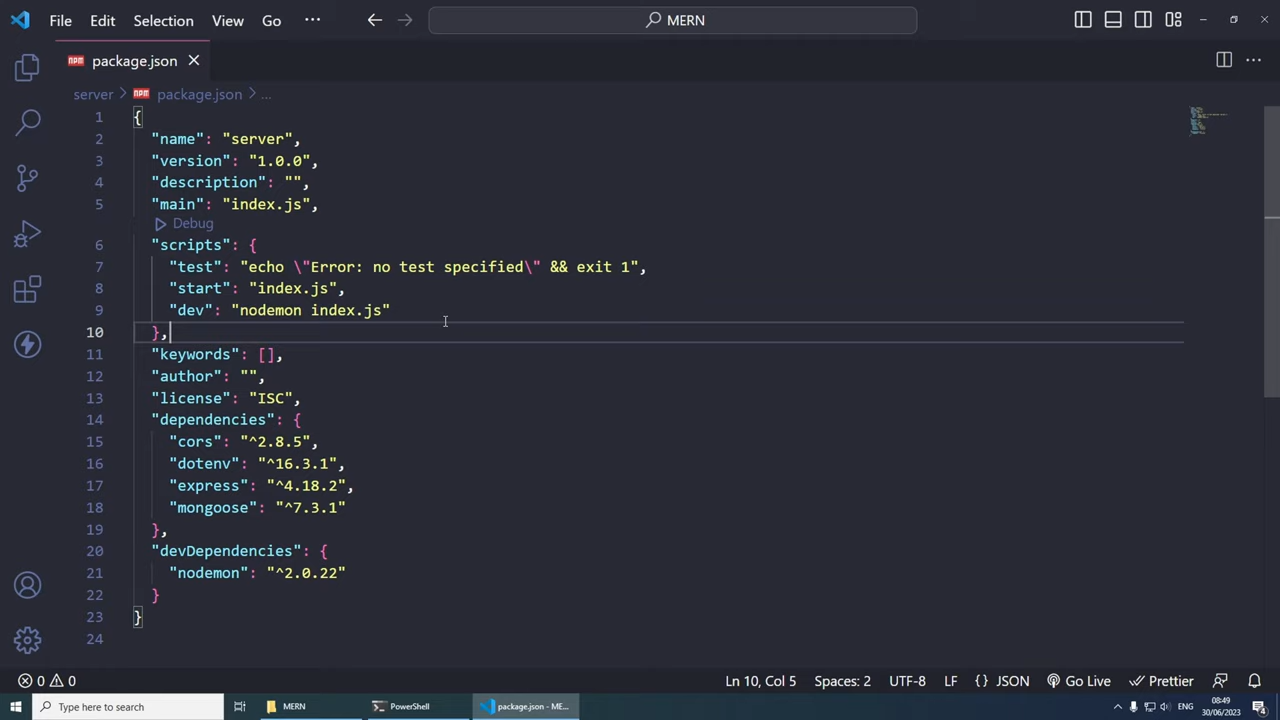 File Edit Selection View Go ··· MERN
package.json
server > package.json > ...
1 {
2 "name": "server",
3 "version": "1.0.0",
4 "description": "",
5 "main": "index.js",
Debug
6 "scripts": {
7 "test": "echo \"Error: no test specified\" && exit 1",
8 "start": "index.js",
9 "dev": "nodemon index.js"
10 },
11 "keywords": [],
12 "author": "",
13 "license": "ISC",
14 "dependencies": {
15 "cors": "^2.8.5",
16 "dotenv": "^16.3.1",
17 "express": "^4.18.2",
18 "mongoose": "^7.3.1"
19 },
20 "devDependencies": {
21 "nodemon": "^2.0.22"
22 }
23 }
24
0 0 Ln 10, Col 5 Spaces: 2 UTF-8 LF {} JSON Go Live Prettier
Type here to search MERN PowerShell package.json - ME... 08:49
30/06/2023 4